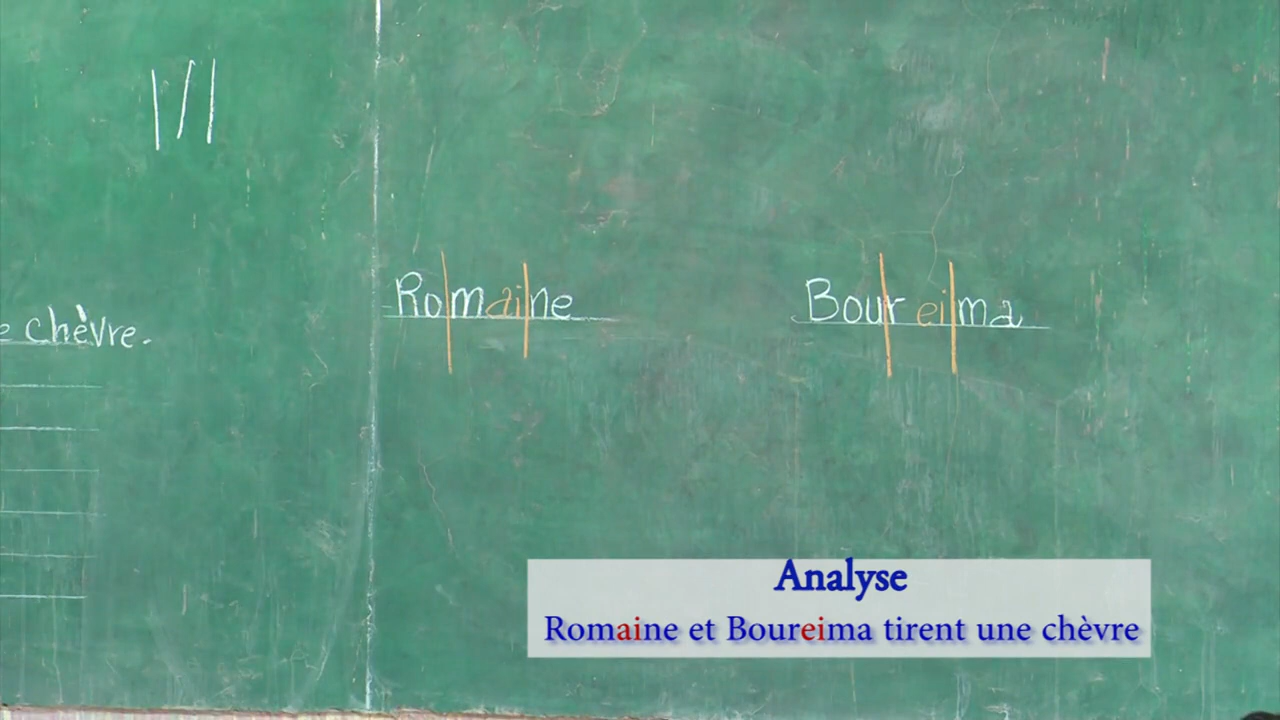 e chèvre.
Romaine
Boureima
Analyse
Romaine et Boureima tirent une chèvre